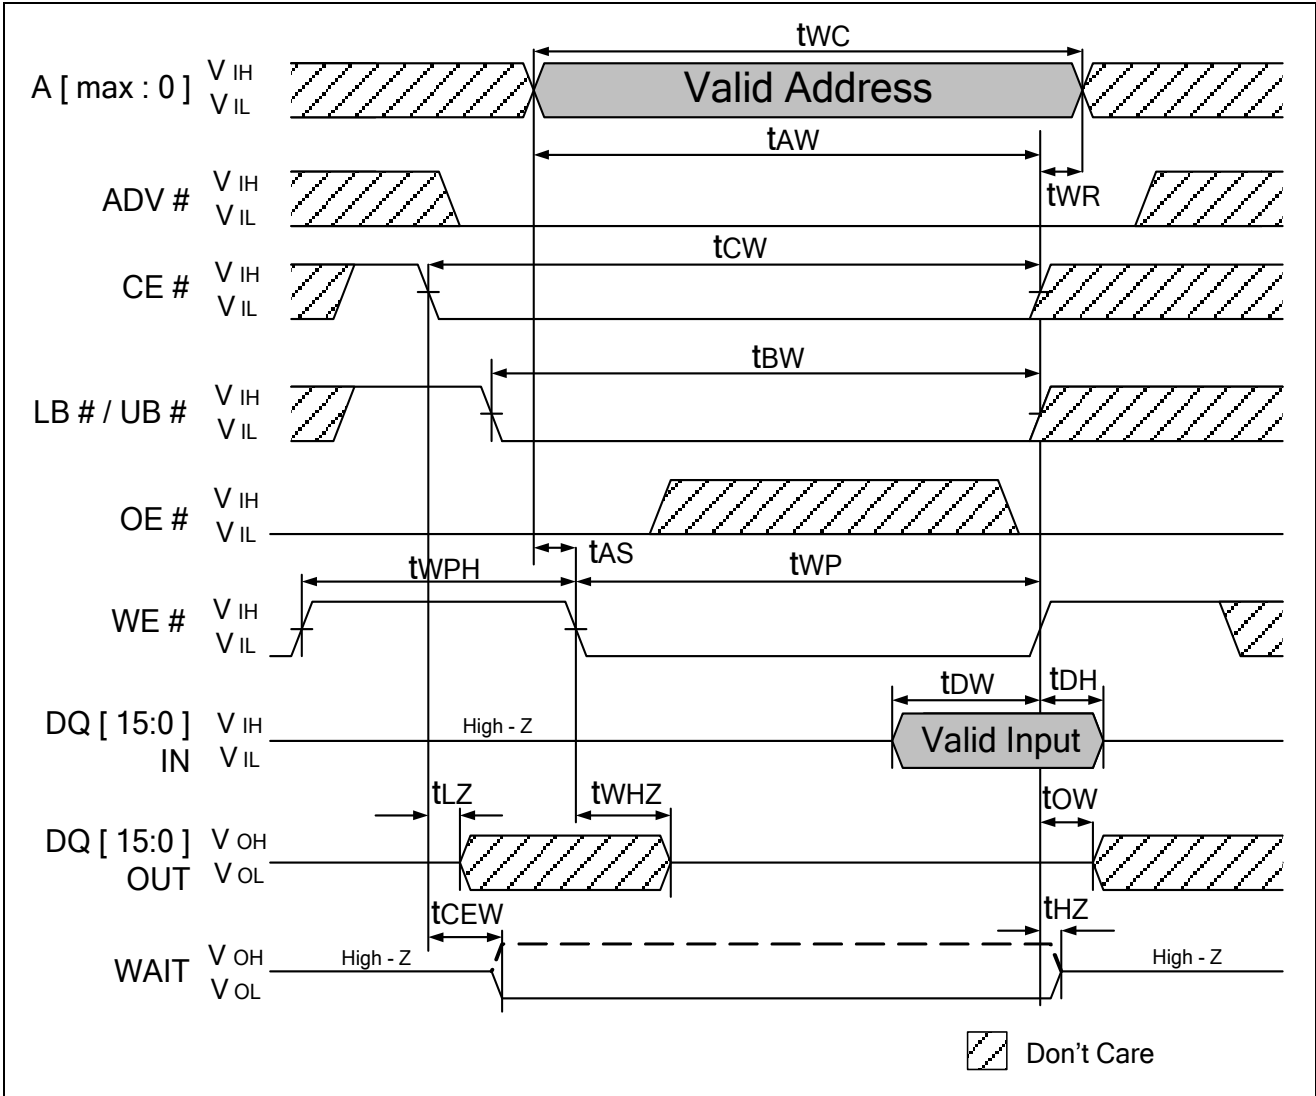 tWC
A [ max : 0 ] V IH
V IL
Valid Address
tAW
ADV # V IH
V IL
tWR
tCW
CE # V IH
V IL
tBW
LB # / UB # V IH
V IL
OE # V IH
V IL
tAS
tWPH tWP
WE # V IH
V IL
tDW tDH
DQ [ 15:0 ] V IH
IN V IL
High - Z
Valid Input
tLZ tWHZ tOW
DQ [ 15:0 ] V OH
OUT V OL
tCEW tHZ
WAIT V OH
V OL
High - Z High - Z
Don't Care